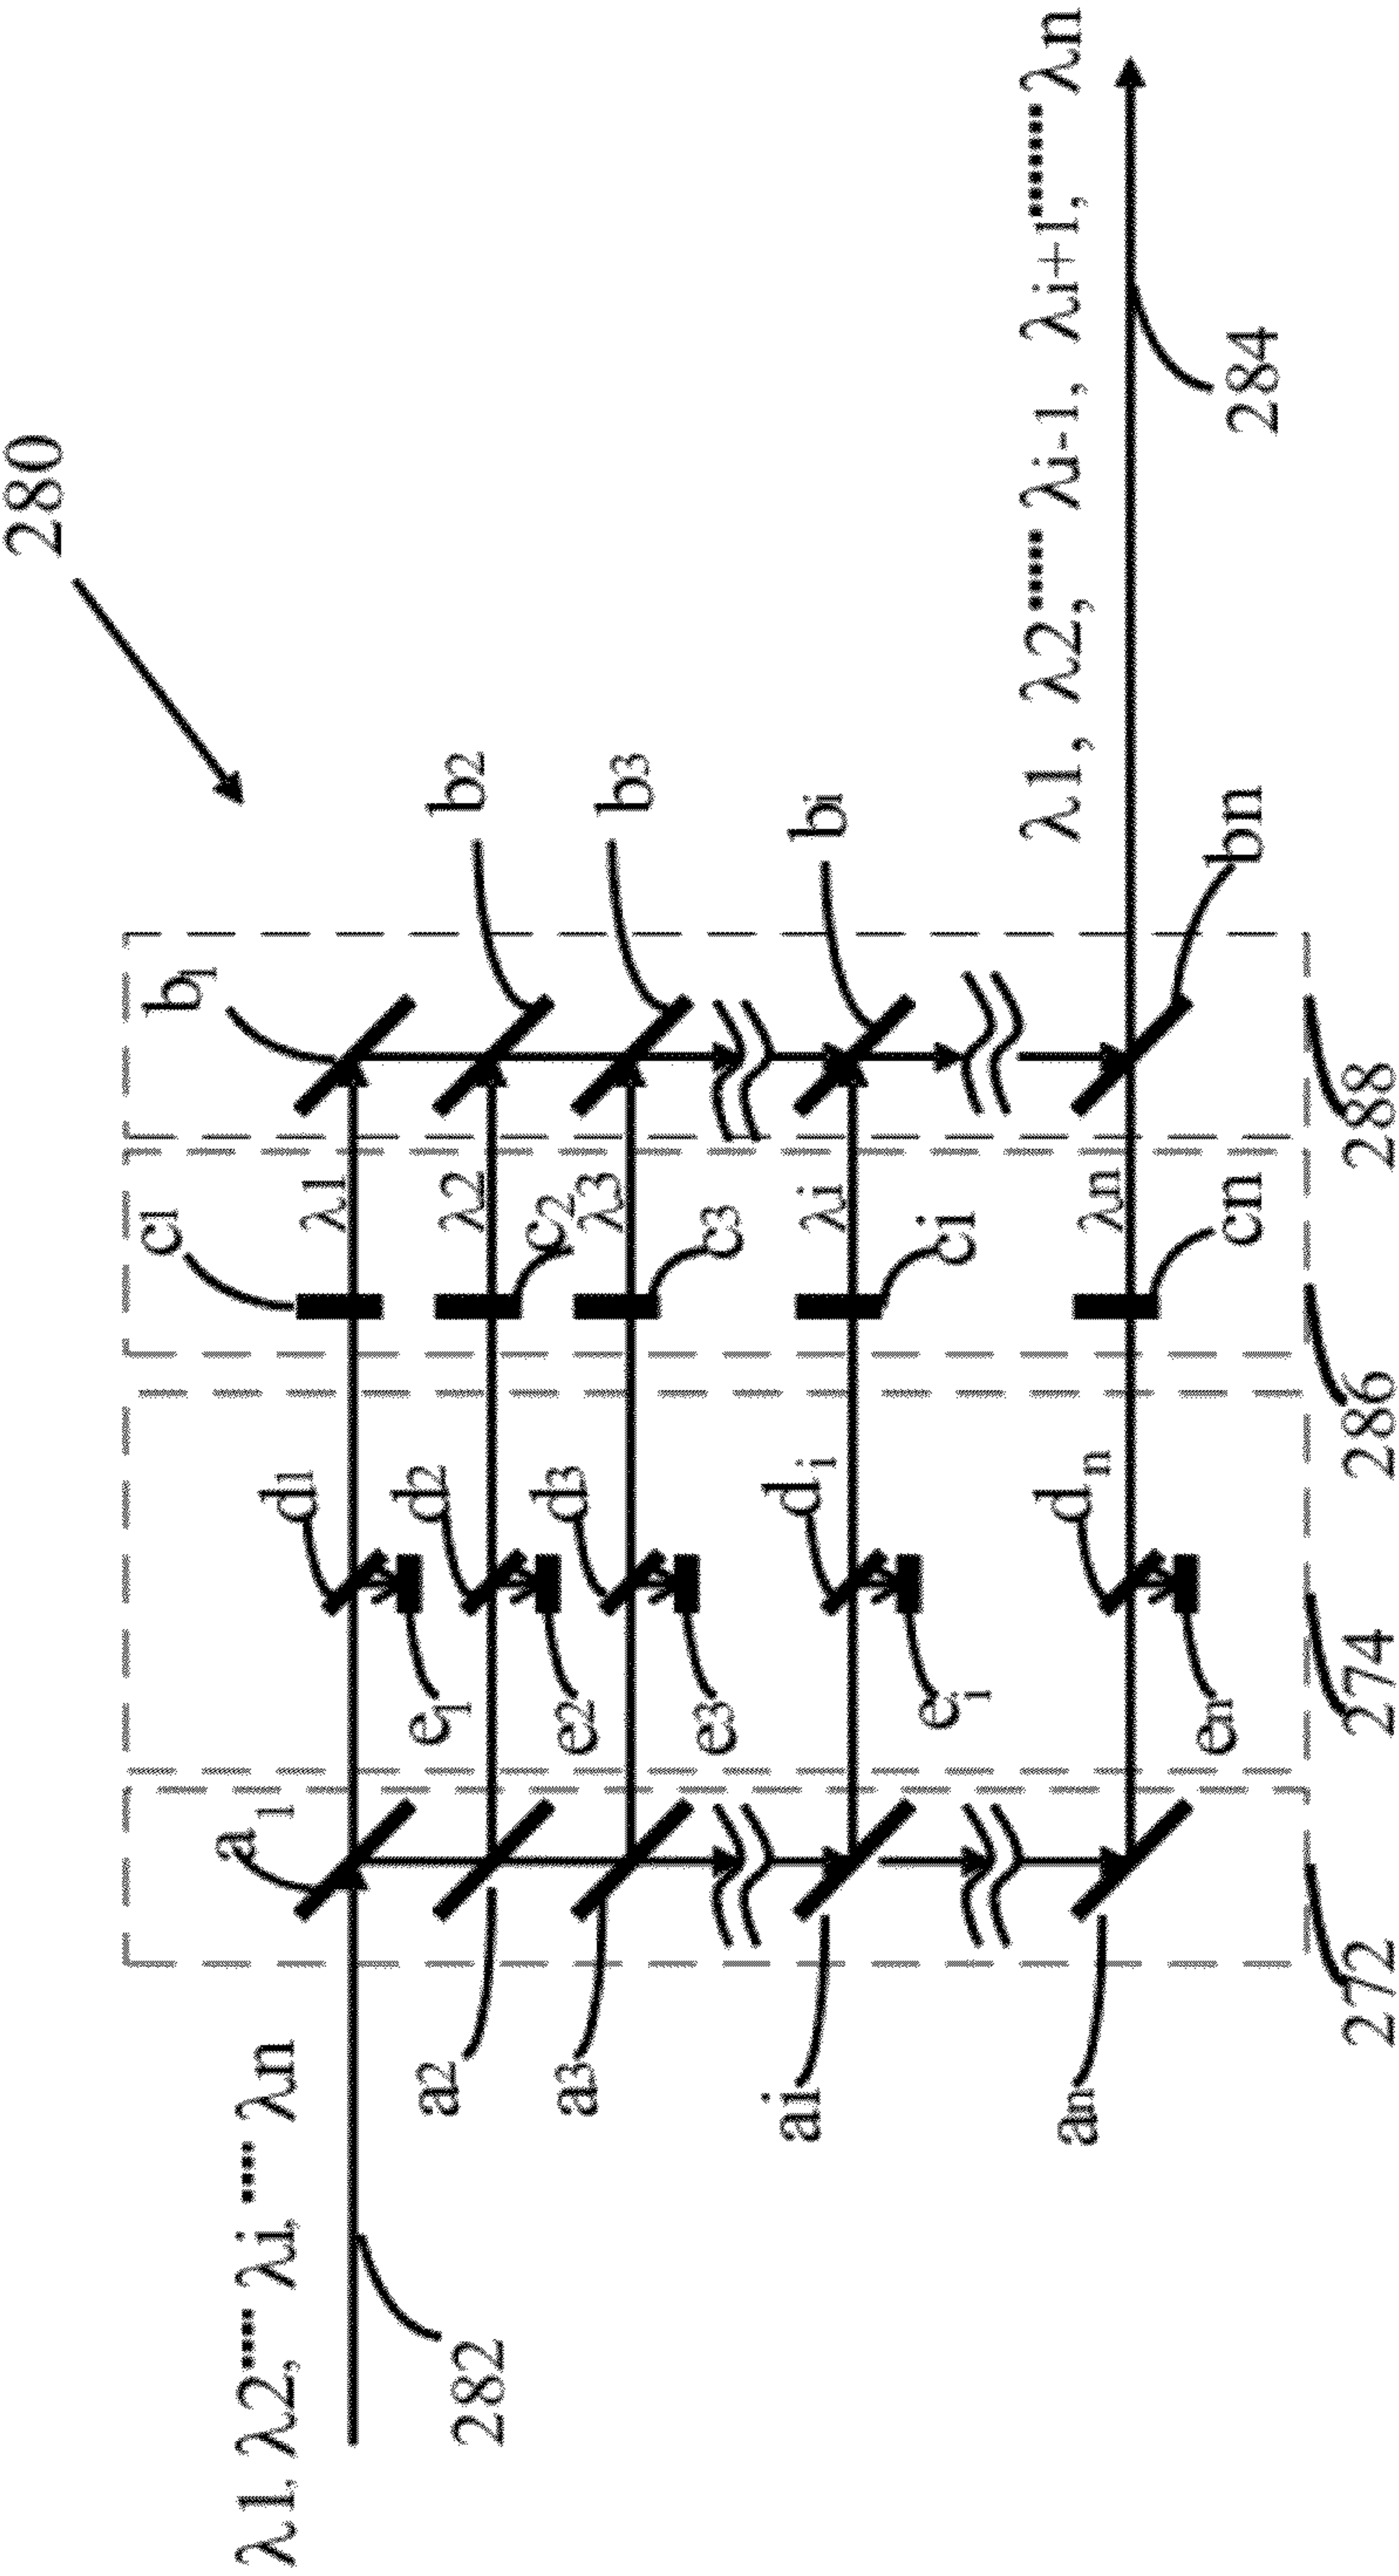 280
λ1, λ2,····· λi, ····· λn
282
a1
a2
a3
ai
an
d1
d2
d3
di
dn
e1
e2
e3
ei
en
c1
c2
c3
ci
cn
λ1
λ2
λ3
λi
λn
b1
b2
b3
bi
bn
λ1, λ2,······ λi-1, λi+1,········ λn
284
272
274
286
288